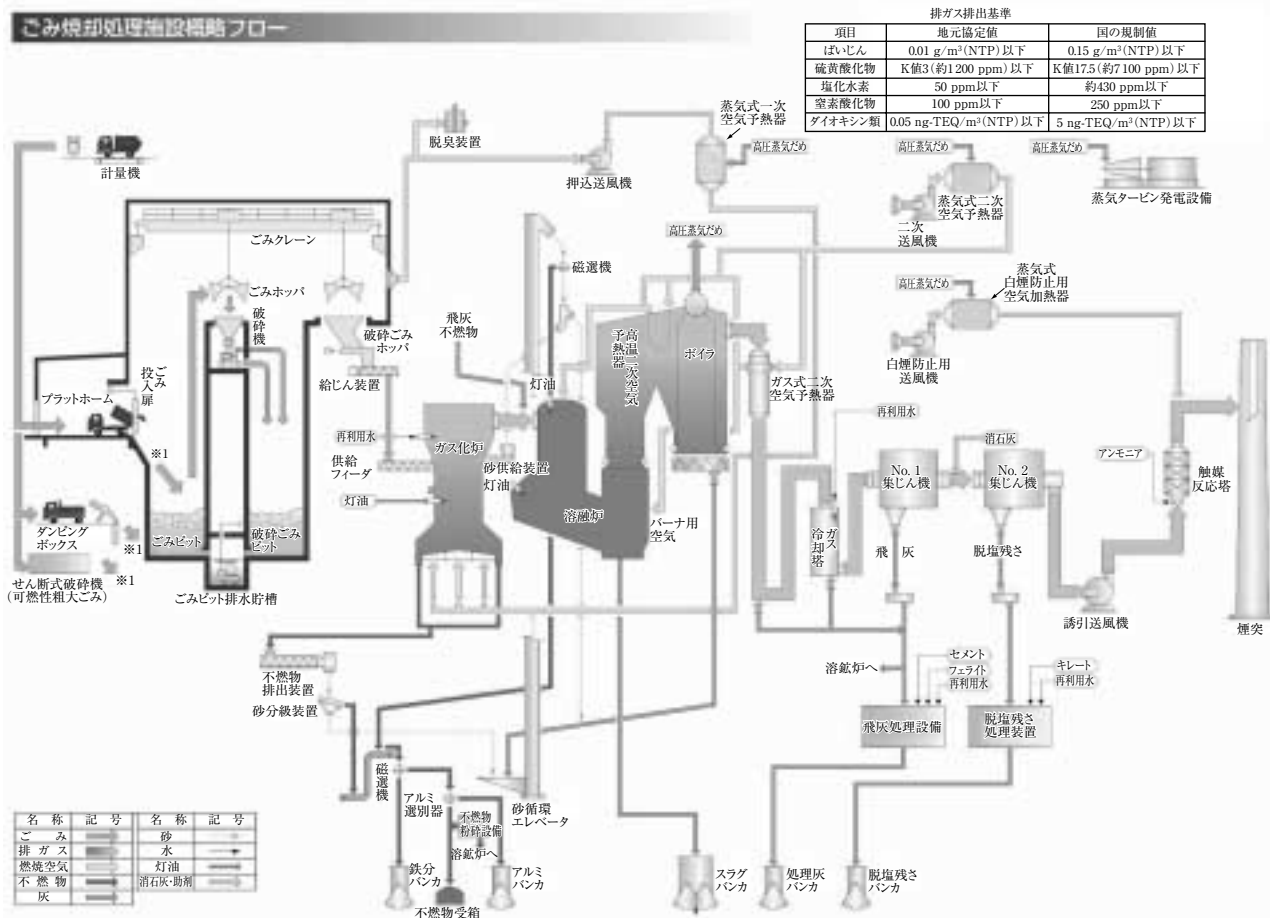 ごみ焼却処理施設概略フロー
排ガス排出基準
項目 地元協定値 国の規制値
ばいじん 0.01 g/m³(NTP)以下 0.15 g/m³(NTP)以下
硫黄酸化物 K値3(約1200 ppm)以下 K値17.5(約7100 ppm)以下
塩化水素 50 ppm以下 約430 ppm以下
窒素酸化物 100 ppm以下 250 ppm以下
ダイオキシン類 0.05 ng-TEQ/m³(NTP)以下 5 ng-TEQ/m³(NTP)以下
計量機
脱臭装置
押込送風機
蒸気式一次
空気予熱器
高圧蒸気だめ
高圧蒸気だめ
蒸気式二次
空気予熱器
二次
送風機
高圧蒸気だめ
蒸気タービン発電設備
ごみクレーン
ごみホッパ
破砕機
破砕ごみ
ホッパ
給じん装置
磁選機
高圧蒸気だめ
飛灰
不燃物
灯油
高温二次空気
予熱器
ボイラ
ガス式二次
空気予熱器
高圧蒸気だめ
蒸気式
白煙防止用
空気加熱器
白煙防止用
送風機
プラットホーム
ごみ
投入扉
※1
再利用水
ガス化炉
供給
フィーダ
灯油
砂供給装置
灯油
溶融炉
バーナ用
空気
再利用水
ガス
冷却塔
No. 1
集じん機
消石灰
No. 2
集じん機
アンモニア
触媒
反応塔
飛灰
脱塩残さ
誘引送風機
煙突
ダンピング
ボックス
※1
せん断式破砕機
(可燃性粗大ごみ)
※1
ごみピット
破砕ごみ
ピット
ごみピット排水貯槽
不燃物
排出装置
砂分級装置
磁選機
アルミ
選別器
不燃物
粉砕設備
溶鉱炉へ
砂循環
エレベータ
溶鉱炉へ
セメント
フェライト
再利用水
キレート
再利用水
飛灰処理設備
脱塩残さ
処理装置
鉄分
バンカ
不燃物受箱
アルミ
バンカ
スラグ
バンカ
処理灰
バンカ
脱塩残さ
バンカ
名称 記号 名称 記号
ごみ 砂
排ガス 水
燃焼空気 灯油
不燃物 消石灰・助剤
灰